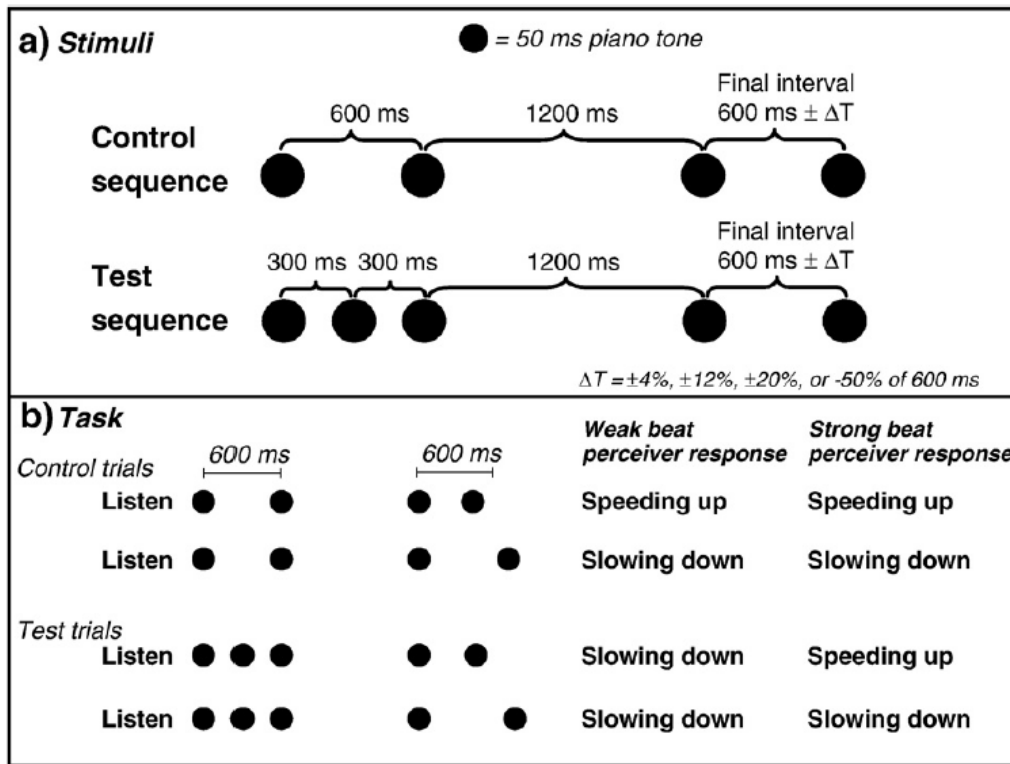 a) Stimuli
= 50 ms piano tone
Control
sequence
600 ms
1200 ms
Final interval
600 ms ± ΔT
Test
sequence
300 ms 300 ms
1200 ms
Final interval
600 ms ± ΔT
ΔT = ±4%, ±12%, ±20%, or -50% of 600 ms
b) Task
Weak beat
perceiver response
Strong beat
perceiver response
Control trials
600 ms
600 ms
Listen Speeding up Speeding up
Listen Slowing down Slowing down
Test trials
Listen Slowing down Speeding up
Listen Slowing down Slowing down